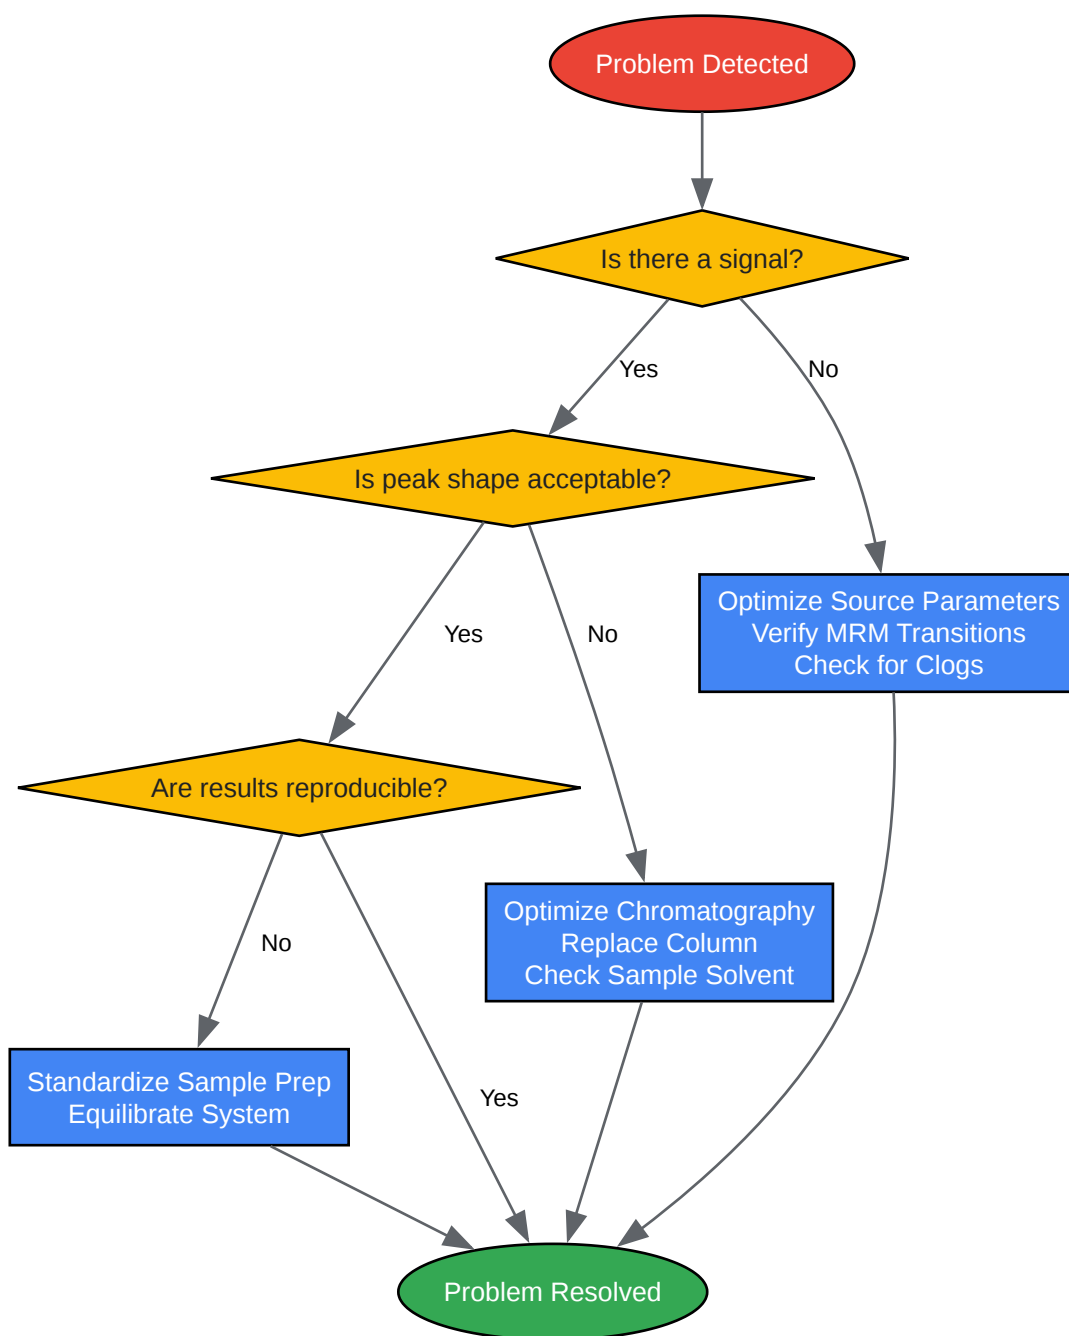 Problem Detected
Is there a signal?
Yes
No
Is peak shape acceptable?
Optimize Source Parameters
Verify MRM Transitions
Check for Clogs
Yes
No
Are results reproducible?
Optimize Chromatography
Replace Column
Check Sample Solvent
No
Standardize Sample Prep
Equilibrate System
Yes
Problem Resolved